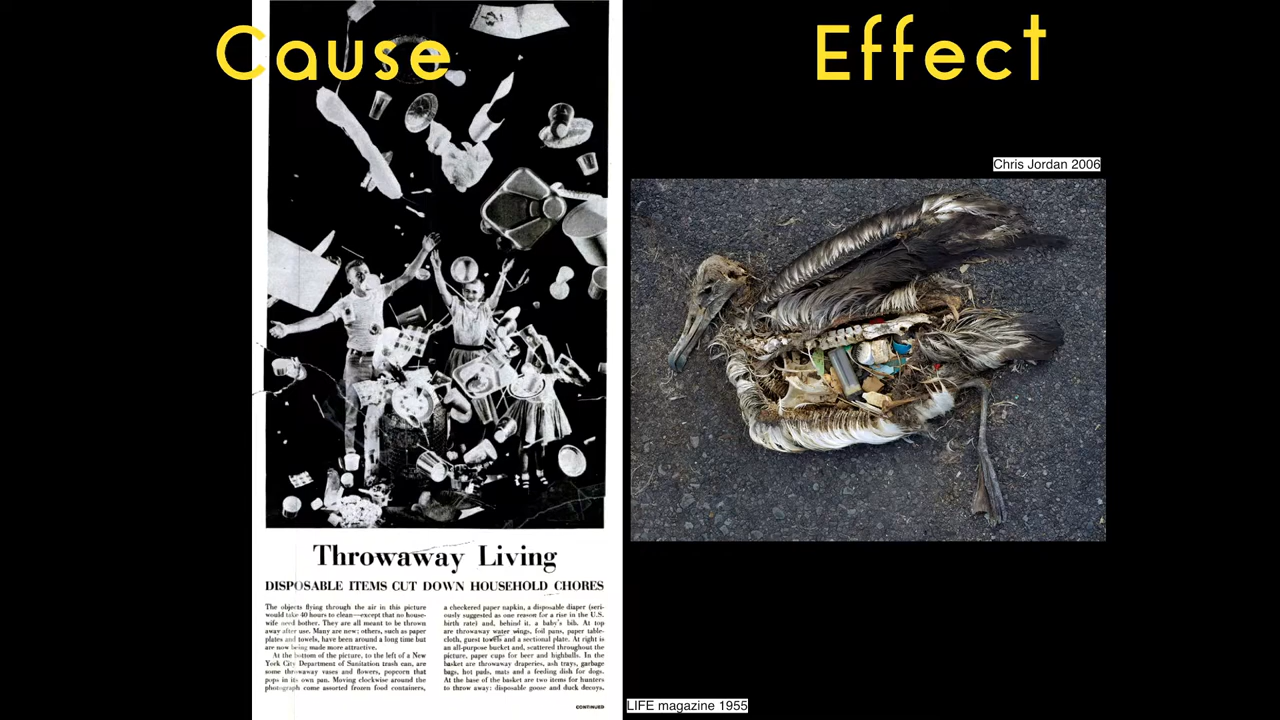 Cause
Effect
Chris Jordan 2006
Throwaway Living
DISPOSABLE ITEMS CUT DOWN HOUSEHOLD CHORES
The objects flying through the air in this picture
would take 40 hours to clean—except that no house-
wife need bother. They are all meant to be thrown
away after use. Many are new; others, such as paper
plates and towels, have been around a long time but
are now being made more attractive.
At the bottom of the picture, to the left of a New
York City Department of Sanitation trash can, are
some throwaway vases and flowers, popcorn that
pops in its own pan. Moving clockwise around the
photograph come assorted frozen food containers,
a checkered paper napkin, a disposable diaper (seri-
ously suggested as one reason for a rise in the U.S.
birth rate) and, behind it, a baby's bib. At top
are throwaway water wings, foil pans, paper table-
cloth, guest towels and a sectional plate. At right is
an all-purpose bucket and, scattered throughout the
picture, paper cups for beer and highballs. In the
basket are throwaway draperies, ash trays, garbage
bags, hot pads, mats and a feeding dish for dogs.
At the base of the basket are two items for hunters
to throw away: disposable goose and duck decoys.
CONTINUED
LIFE magazine 1955